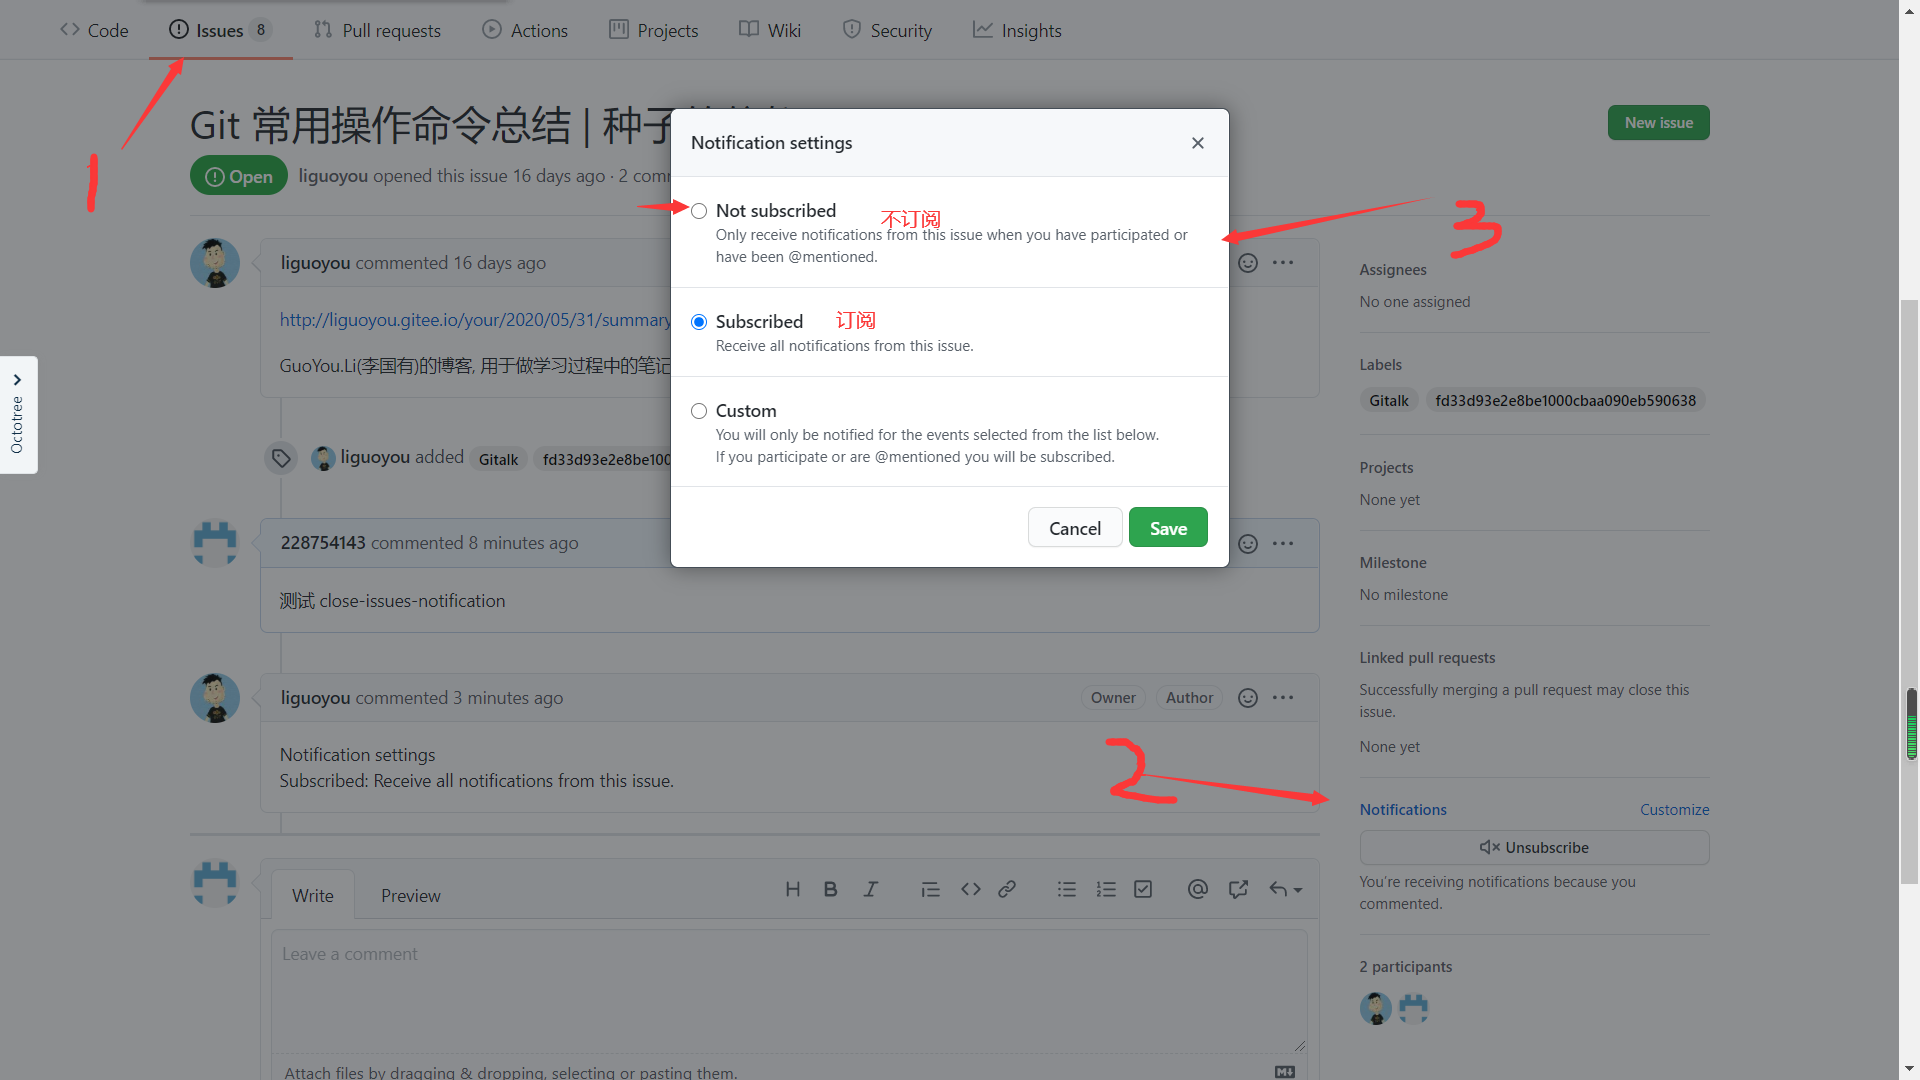 Code
Issues 8
Pull requests
Actions
Projects
Wiki
Security
Insights
1
Git 常用操作命令总结 | 种子
New issue
Open
liguoyou opened this issue 16 days ago · 2 comm
Notification settings
Not subscribed
不订阅
Only receive notifications from this issue when you have participated or
have been @mentioned.
Subscribed
订阅
Receive all notifications from this issue.
Custom
You will only be notified for the events selected from the list below.
If you participate or are @mentioned you will be subscribed.
Cancel
Save
3
liguoyou commented 16 days ago
http://liguoyou.gitee.io/your/2020/05/31/summary
GuoYou.Li(李国有)的博客, 用于做学习过程中的笔记
Octotree
liguoyou added Gitalk fd33d93e2e8be100
228754143 commented 8 minutes ago
测试 close-issues-notification
liguoyou commented 3 minutes ago
Owner
Author
Notification settings
Subscribed: Receive all notifications from this issue.
2
Write
Preview
Leave a comment
Attach files by dragging & dropping, selecting or pasting them.
Assignees
No one assigned
Labels
Gitalk fd33d93e2e8be1000cbaa090eb590638
Projects
None yet
Milestone
No milestone
Linked pull requests
Successfully merging a pull request may close this
issue.
None yet
Notifications
Customize
Unsubscribe
You're receiving notifications because you
commented.
2 participants